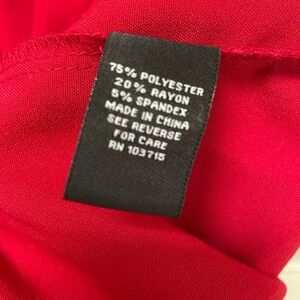 75% POLYESTER
20% RAYON
5% SPANDEX
MADE IN CHINA
SEE REVERSE
FOR CARE
RN 103715